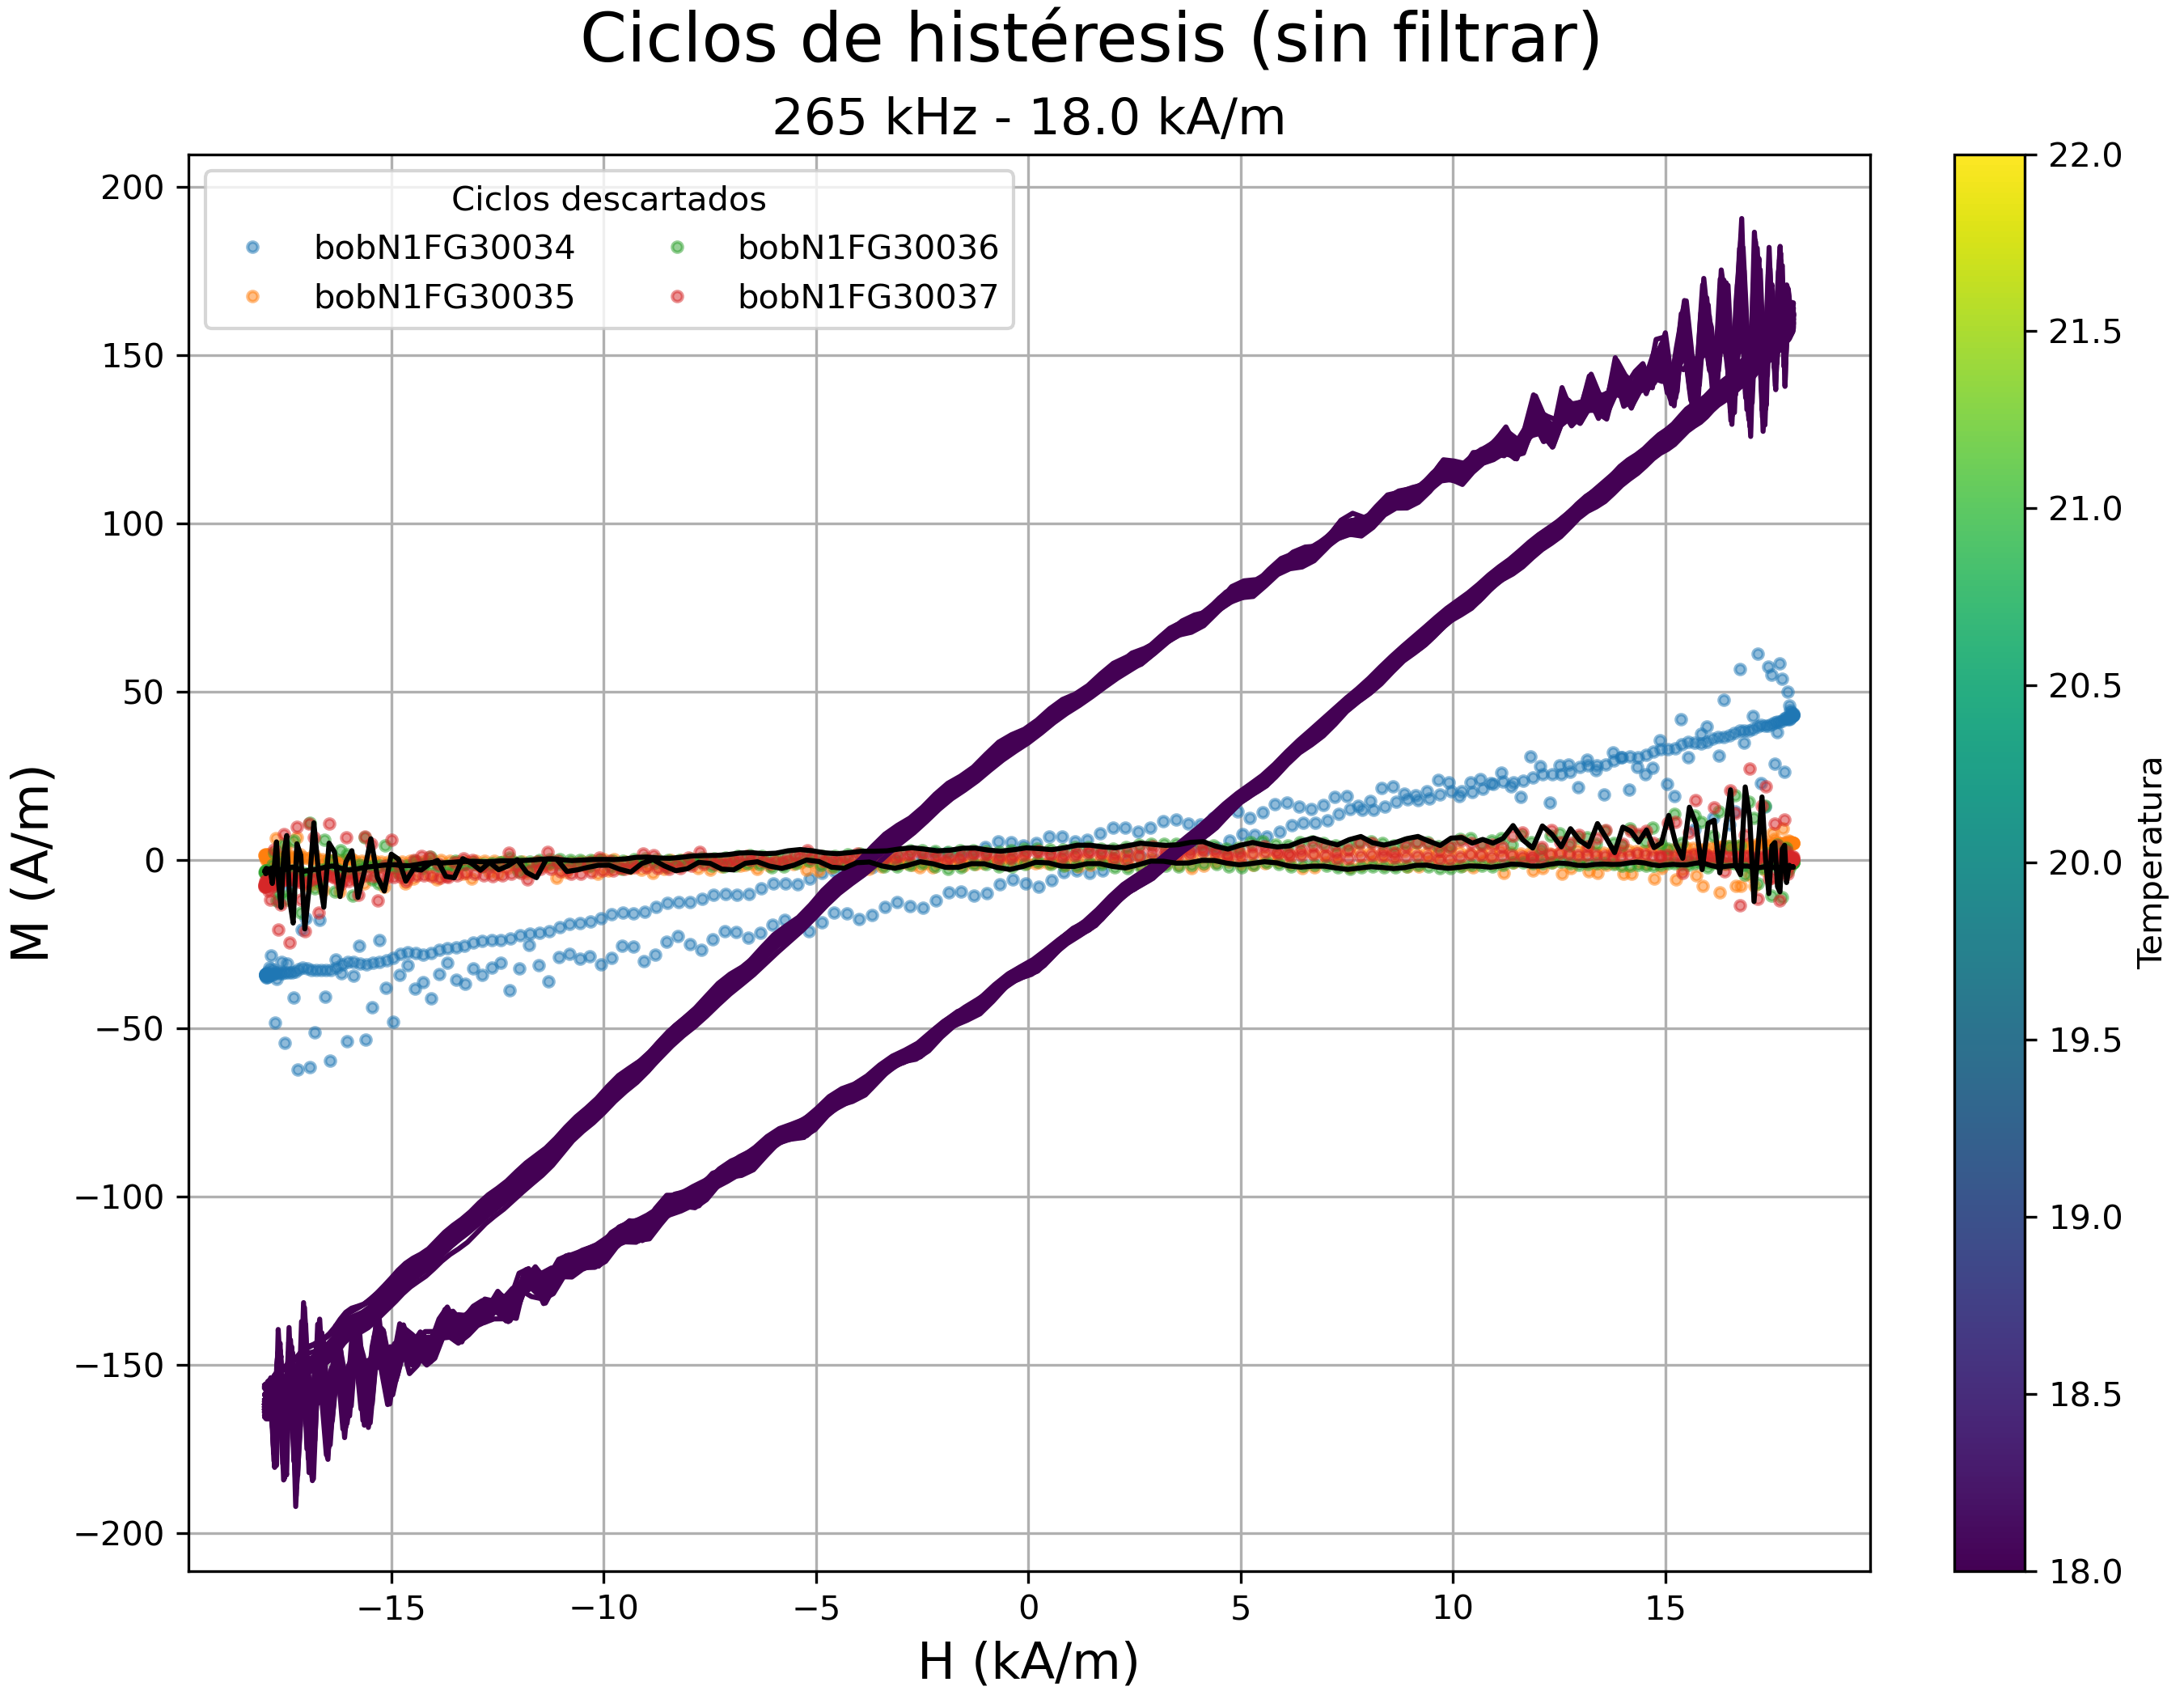 Ciclos de histéresis (sin filtrar)
265 kHz - 18.0 kA/m
Ciclos descartados
bobN1FG30034
bobN1FG30035
bobN1FG30036
bobN1FG30037
200
150
100
50
0
−50
−100
−150
−200
M (A/m)
−15
−10
−5
0
5
10
15
H (kA/m)
22.0
21.5
21.0
20.5
20.0
19.5
19.0
18.5
18.0
Temperatura